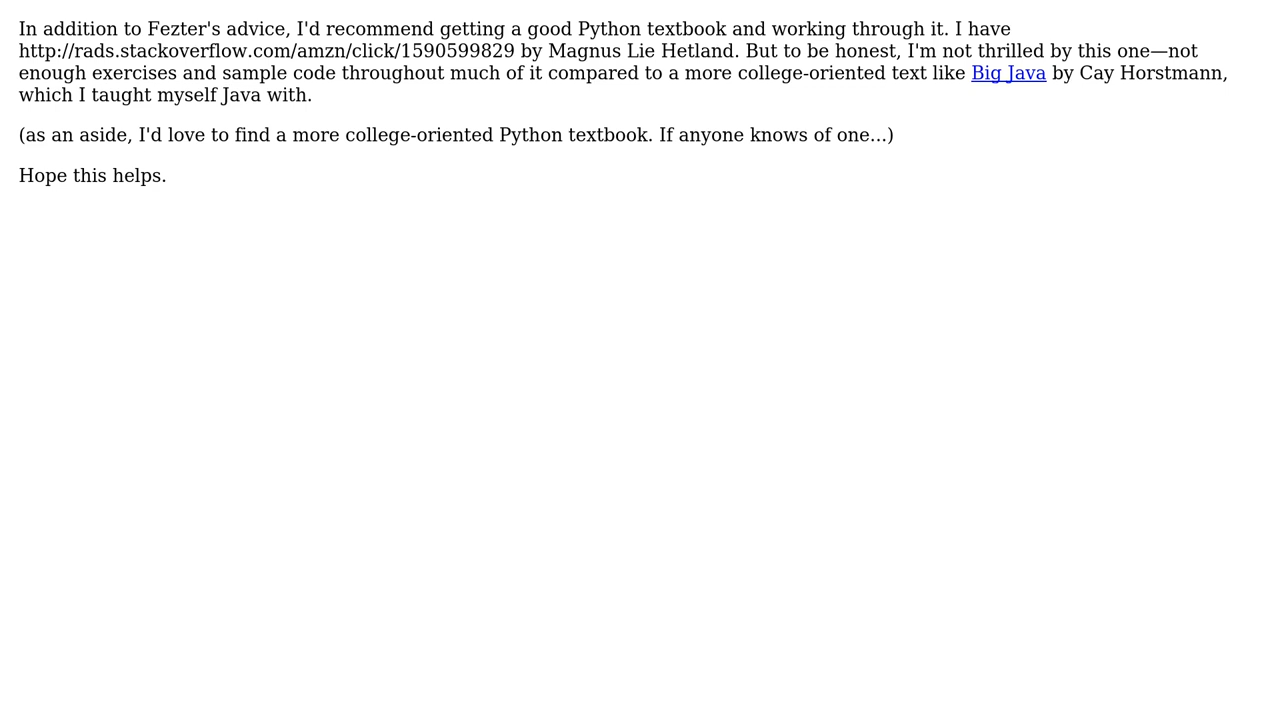 In addition to Fezter's advice, I'd recommend getting a good Python textbook and working through it. I have
http://rads.stackoverflow.com/amzn/click/1590599829 by Magnus Lie Hetland. But to be honest, I'm not thrilled by this one—not
enough exercises and sample code throughout much of it compared to a more college-oriented text like Big Java by Cay Horstmann,
which I taught myself Java with.
(as an aside, I'd love to find a more college-oriented Python textbook. If anyone knows of one...)
Hope this helps.